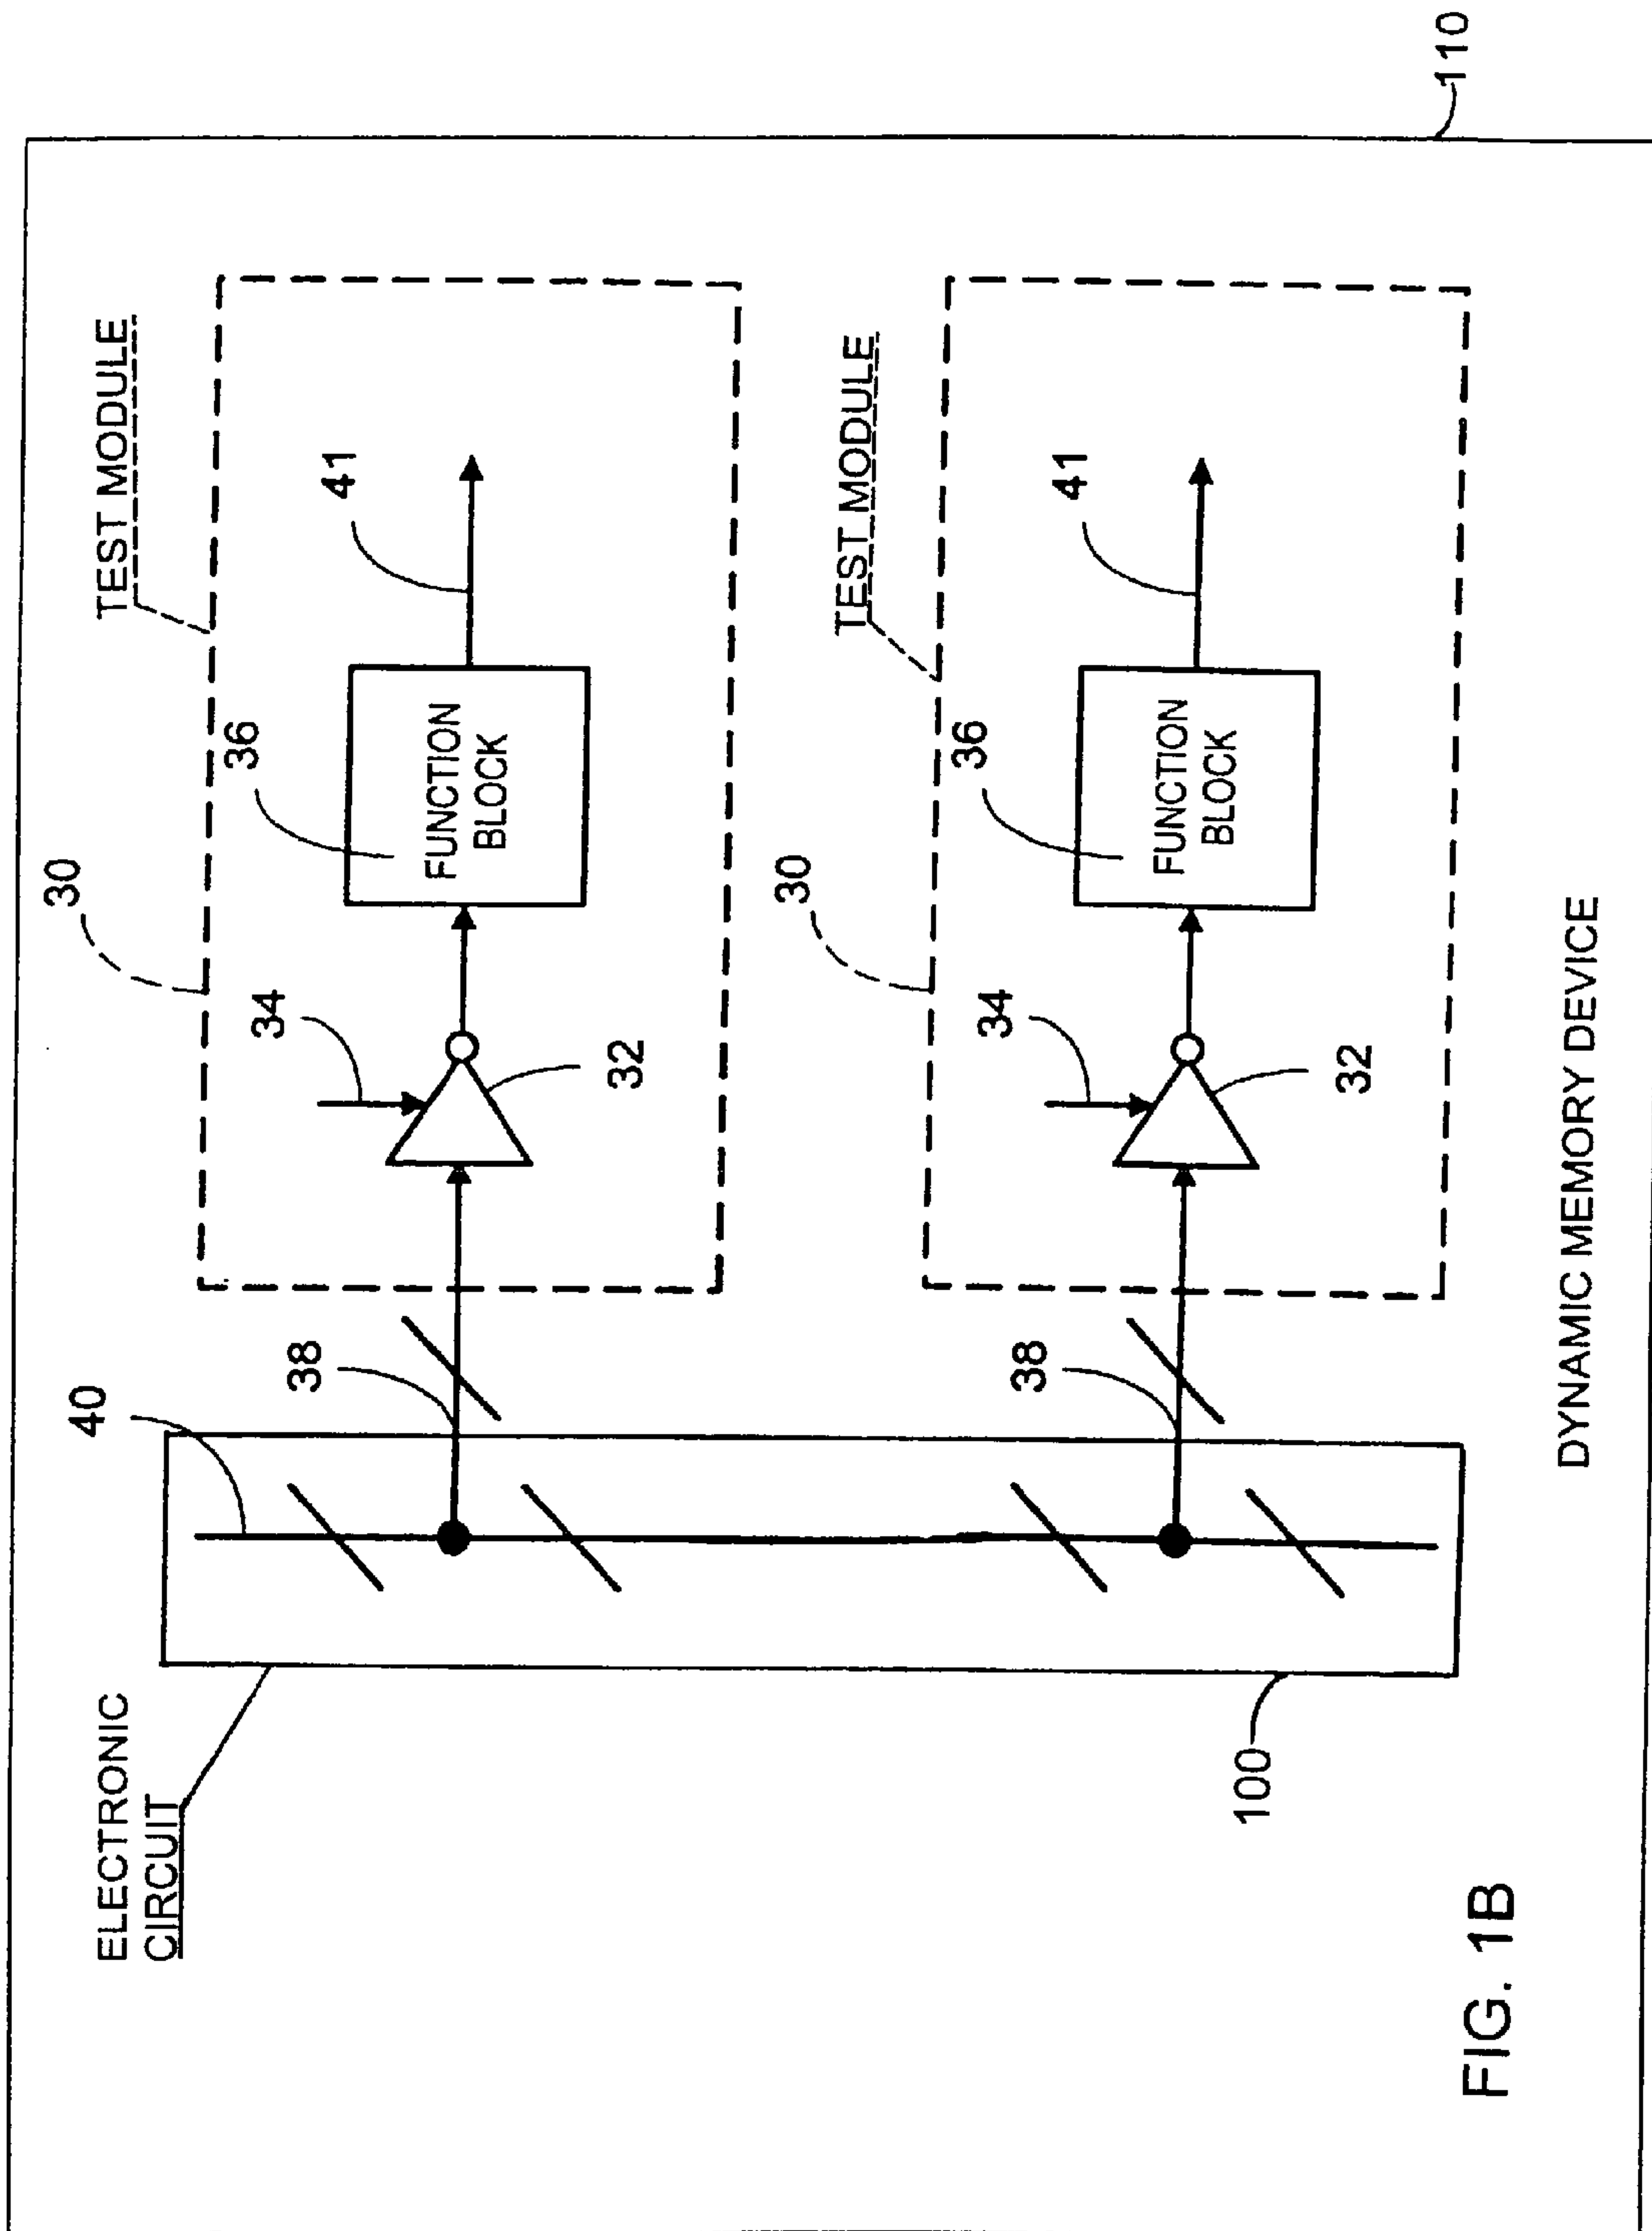 ELECTRONIC
CIRCUIT
40
38
30
34
32
36
FUNCTION
BLOCK
41
TEST MODULE
38
30
34
32
36
FUNCTION
BLOCK
41
TEST MODULE
100
110
DYNAMIC MEMORY DEVICE
FIG. 1B